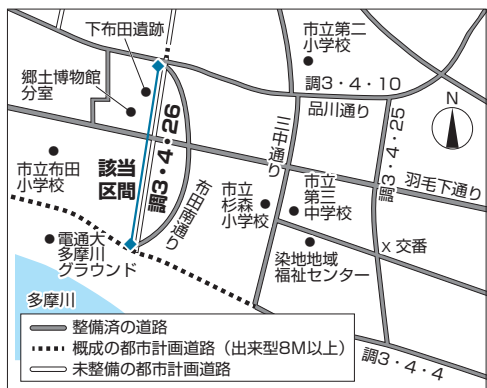 下布田遺跡
市立第二
小学校
郷土博物館
分室
調3・4・10
品川通り
N
三中通り
調3・4・25
調3・4・26
該当
区間
市立布田
小学校
布田南通り
市立
杉森
小学校
市立
第三
中学校
羽毛下通り
電通大
多摩川
グラウンド
染地地域
福祉センター
x 交番
多摩川
整備済の道路
概成の都市計画道路（出来型8M以上）
未整備の都市計画道路
調3・4・4